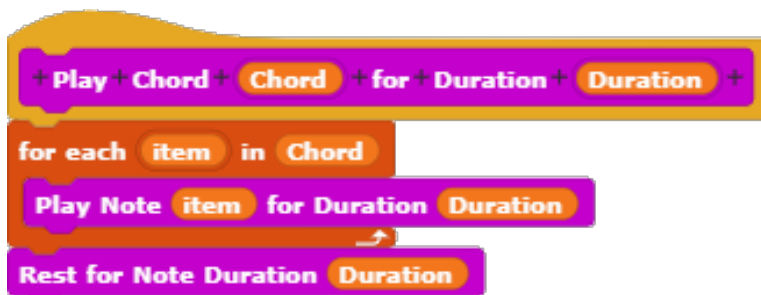 +Play+Chord+ Chord +for+Duration+ Duration +
for each item in Chord
Play Note item for Duration Duration
Rest for Note Duration Duration